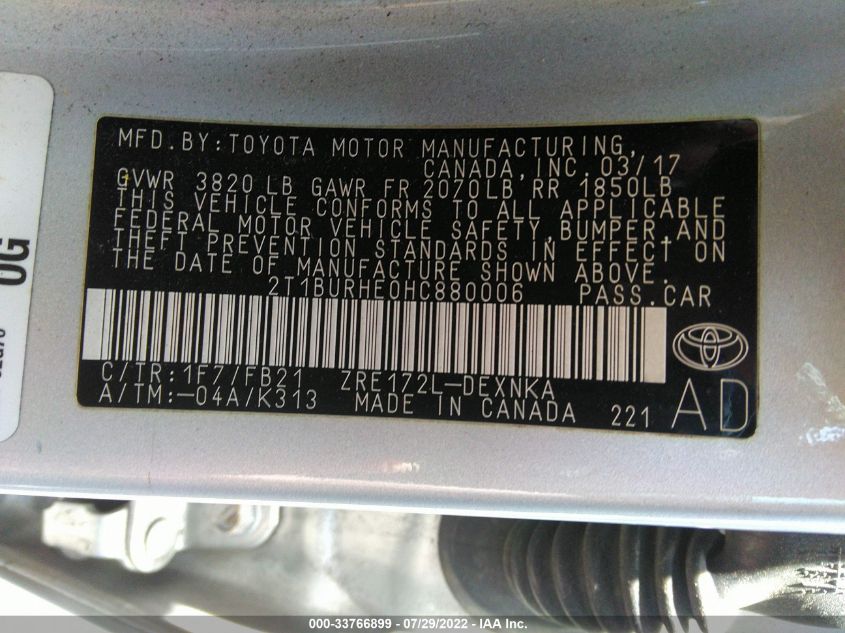 MFD.BY:TOYOTA MOTOR MANUFACTURING,
CANADA,INC. 03/17
GVWR 3820 LB GAWR FR 2070LB RR 1850LB
THIS VEHICLE CONFORMS TO ALL APPLICABLE
FEDERAL MOTOR VEHICLE SAFETY,BUMPER,AND
THEFT PREVENTION STANDARDS IN EFFECT ON
THE DATE OF MANUFACTURE SHOWN ABOVE.
2T1BURHE0HC880006 PASS.CAR
C/TR:1F7/FB21 ZRE172L-DEXNKA
A/TM:-04A/K313 MADE IN CANADA 221
AD
OG
000-33766899 / 07/29/2022 - IAA Inc.